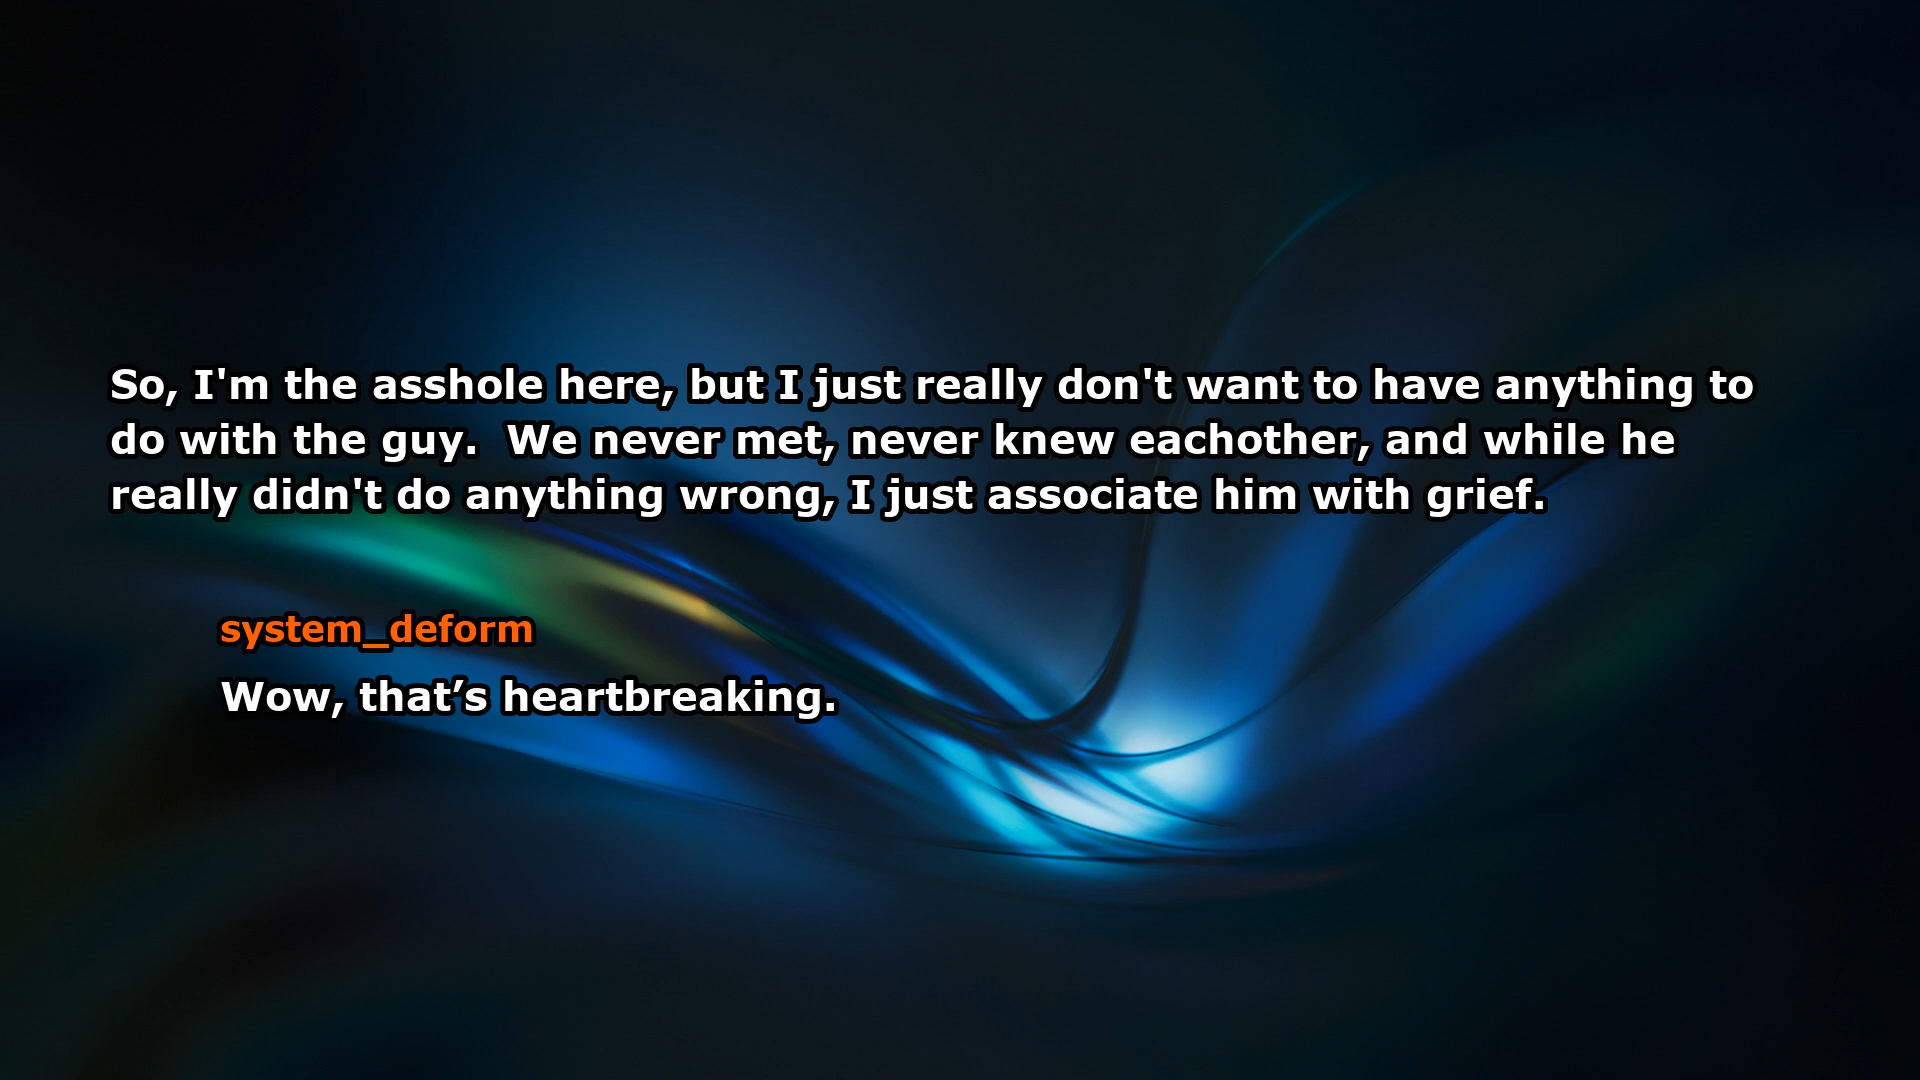 So, I'm the asshole here, but I just really don't want to have anything to
do with the guy.  We never met, never knew eachother, and while he
really didn't do anything wrong, I just associate him with grief.
system_deform
Wow, that’s heartbreaking.